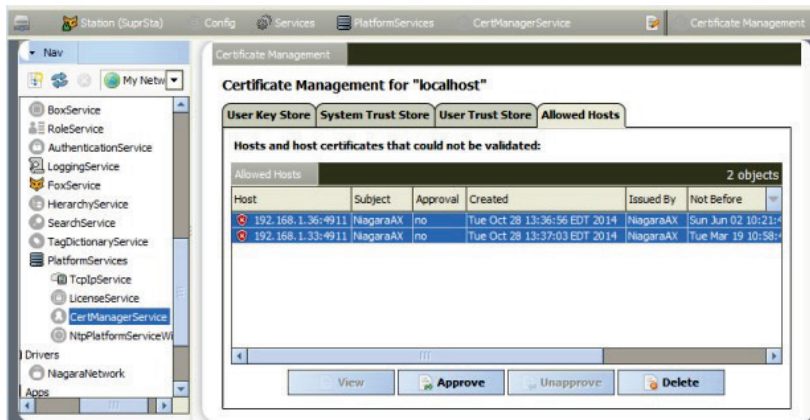 Station (SuprSta) Config Services PlatformServices CertManagerService Certificate Management
Nav
My Netw
BoxService
RoleService
AuthenticationService
LoggingService
FoxService
HierarchyService
SearchService
TagDictionaryService
PlatformServices
TcpIpService
LicenseService
CertManagerService
NtpPlatformServiceWi
Drivers
NiagaraNetwork
Apps
Certificate Management
Certificate Management for "localhost"
User Key Store System Trust Store User Trust Store Allowed Hosts
Hosts and host certificates that could not be validated:
Allowed Hosts 2 objects
Host Subject Approval Created Issued By Not Before
192.168.1.36:4911 NiagaraAX no Tue Oct 28 13:36:56 EDT 2014 NiagaraAX Sun Jun 02 10:21:4
192.168.1.33:4911 NiagaraAX no Tue Oct 28 13:37:03 EDT 2014 NiagaraAX Tue Mar 19 10:58:
View Approve Unapprove Delete